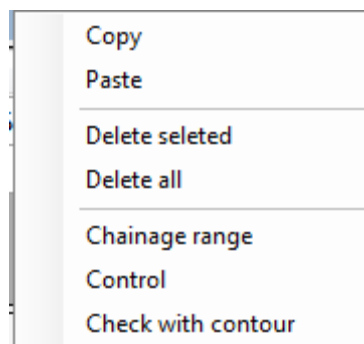 Copy
Paste
Delete seleted
Delete all
Chainage range
Control
Check with contour